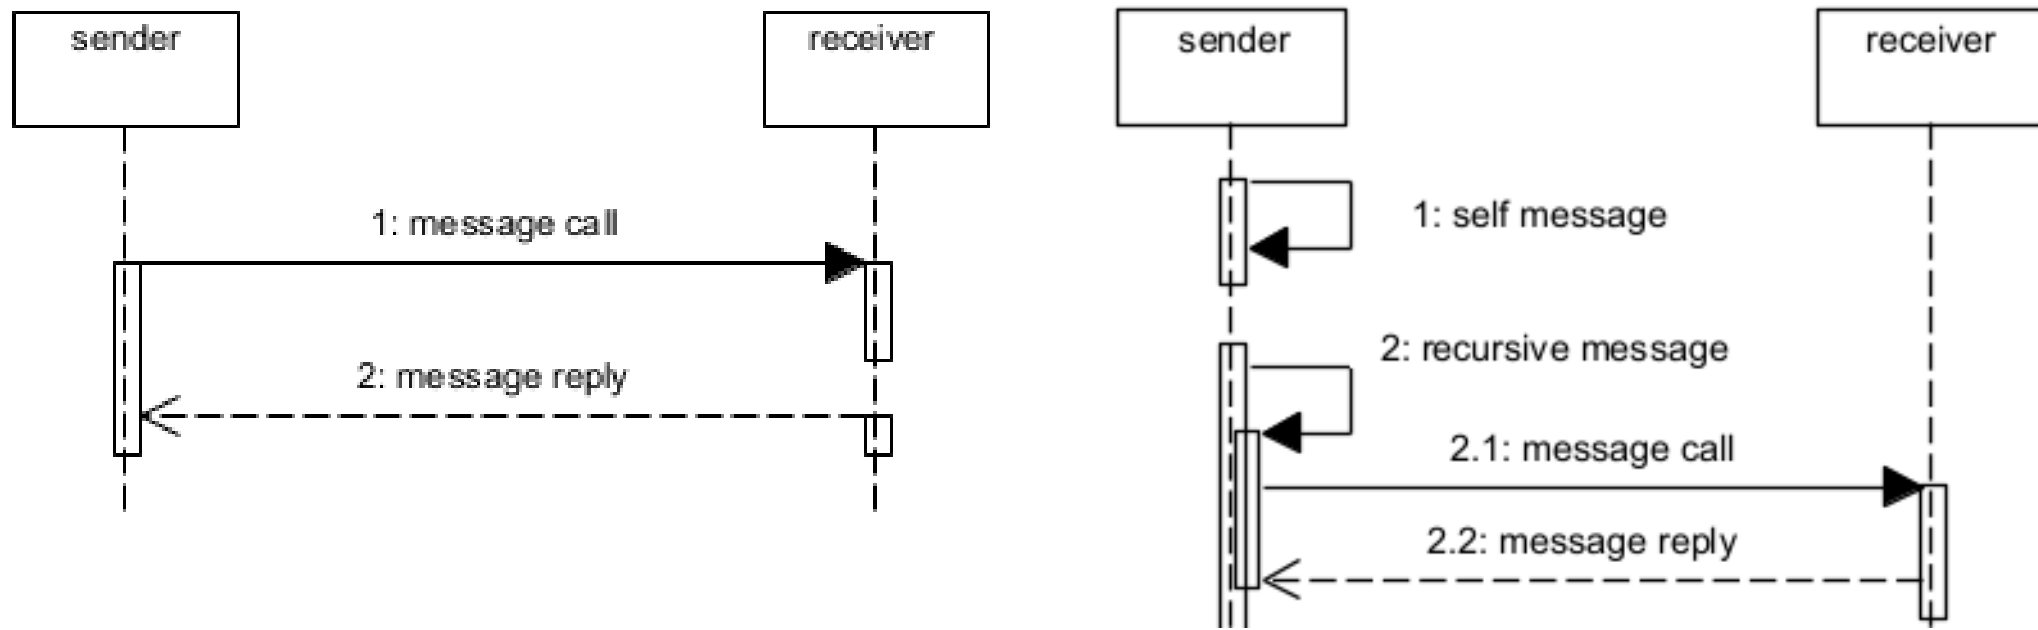 sender
receiver
1: message call
2: message reply
sender
receiver
1: self message
2: recursive message
2.1: message call
2.2: message reply